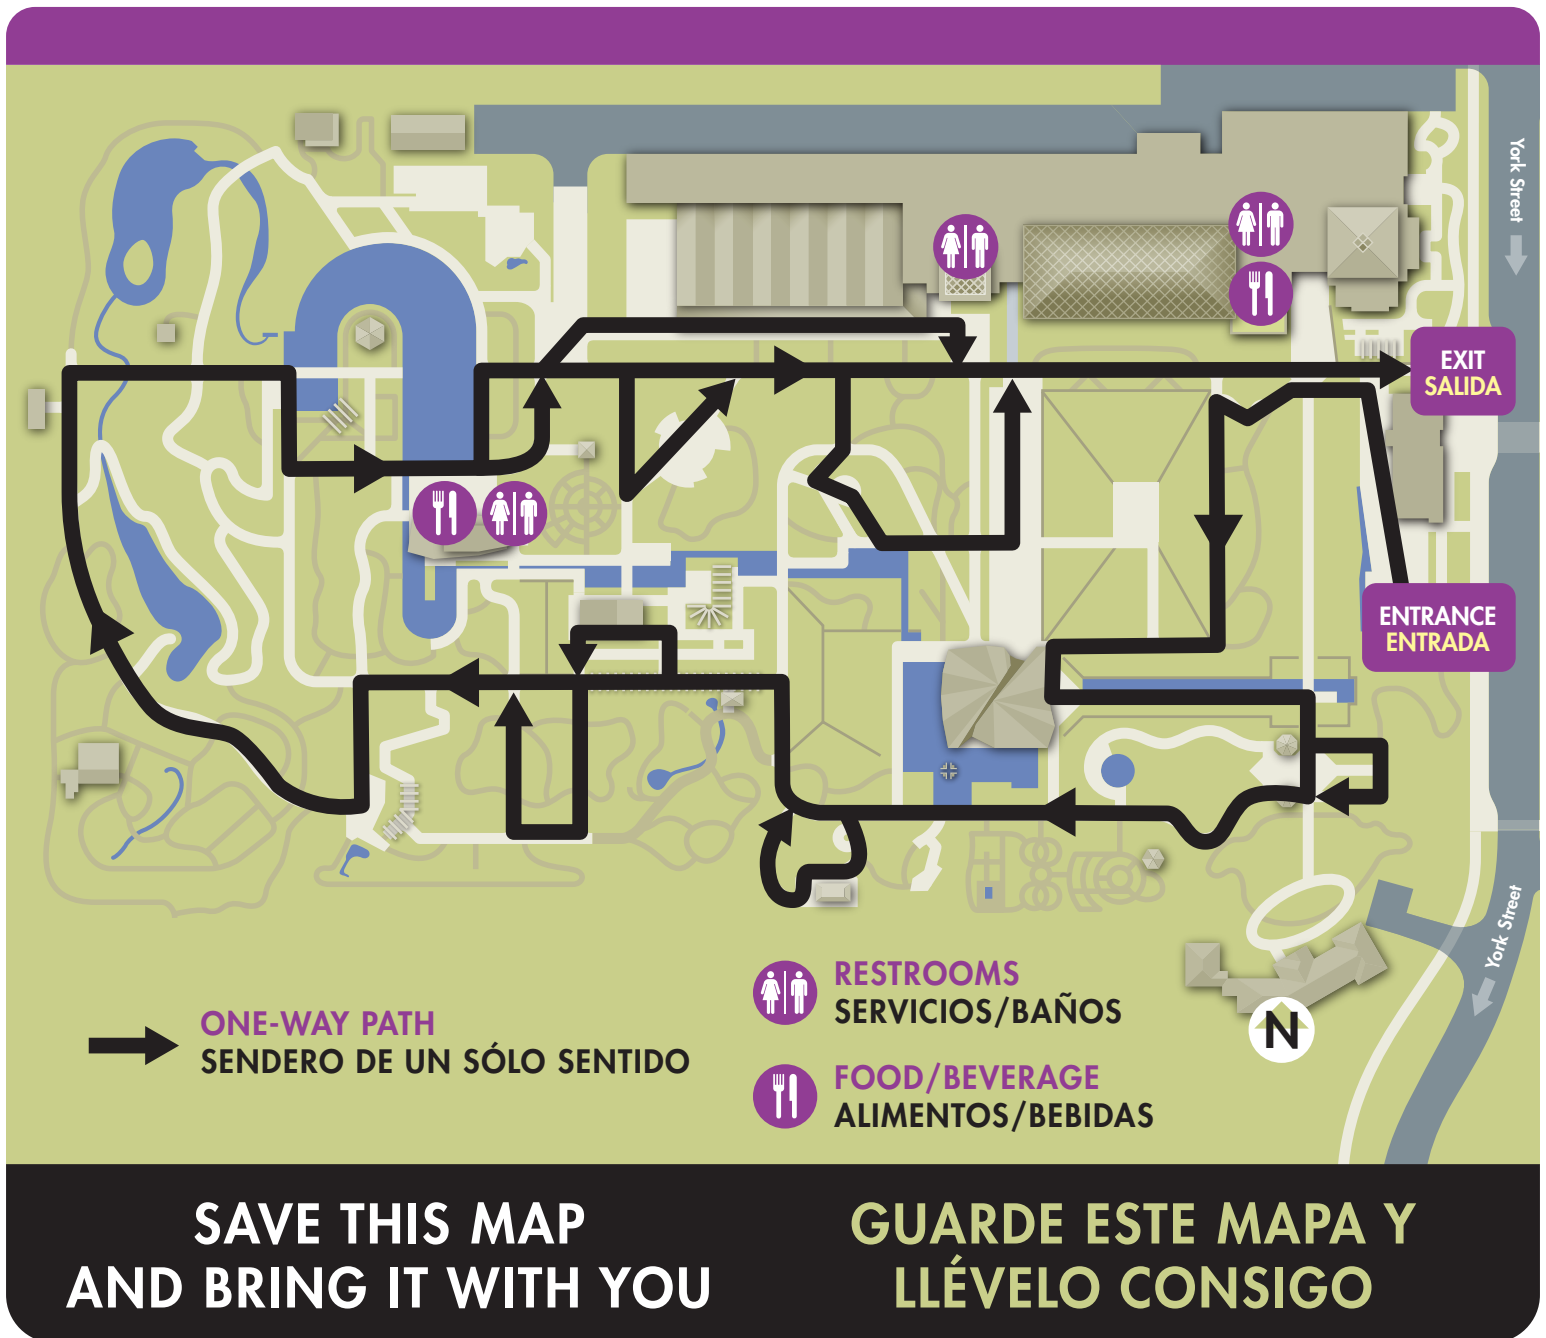 York Street
EXIT
SALIDA
ENTRANCE
ENTRADA
York Street
N
RESTROOMS
SERVICIOS/BAÑOS
ONE-WAY PATH
SENDERO DE UN SÓLO SENTIDO
FOOD/BEVERAGE
ALIMENTOS/BEBIDAS
SAVE THIS MAP
AND BRING IT WITH YOU
GUARDE ESTE MAPA Y
LLÉVELO CONSIGO